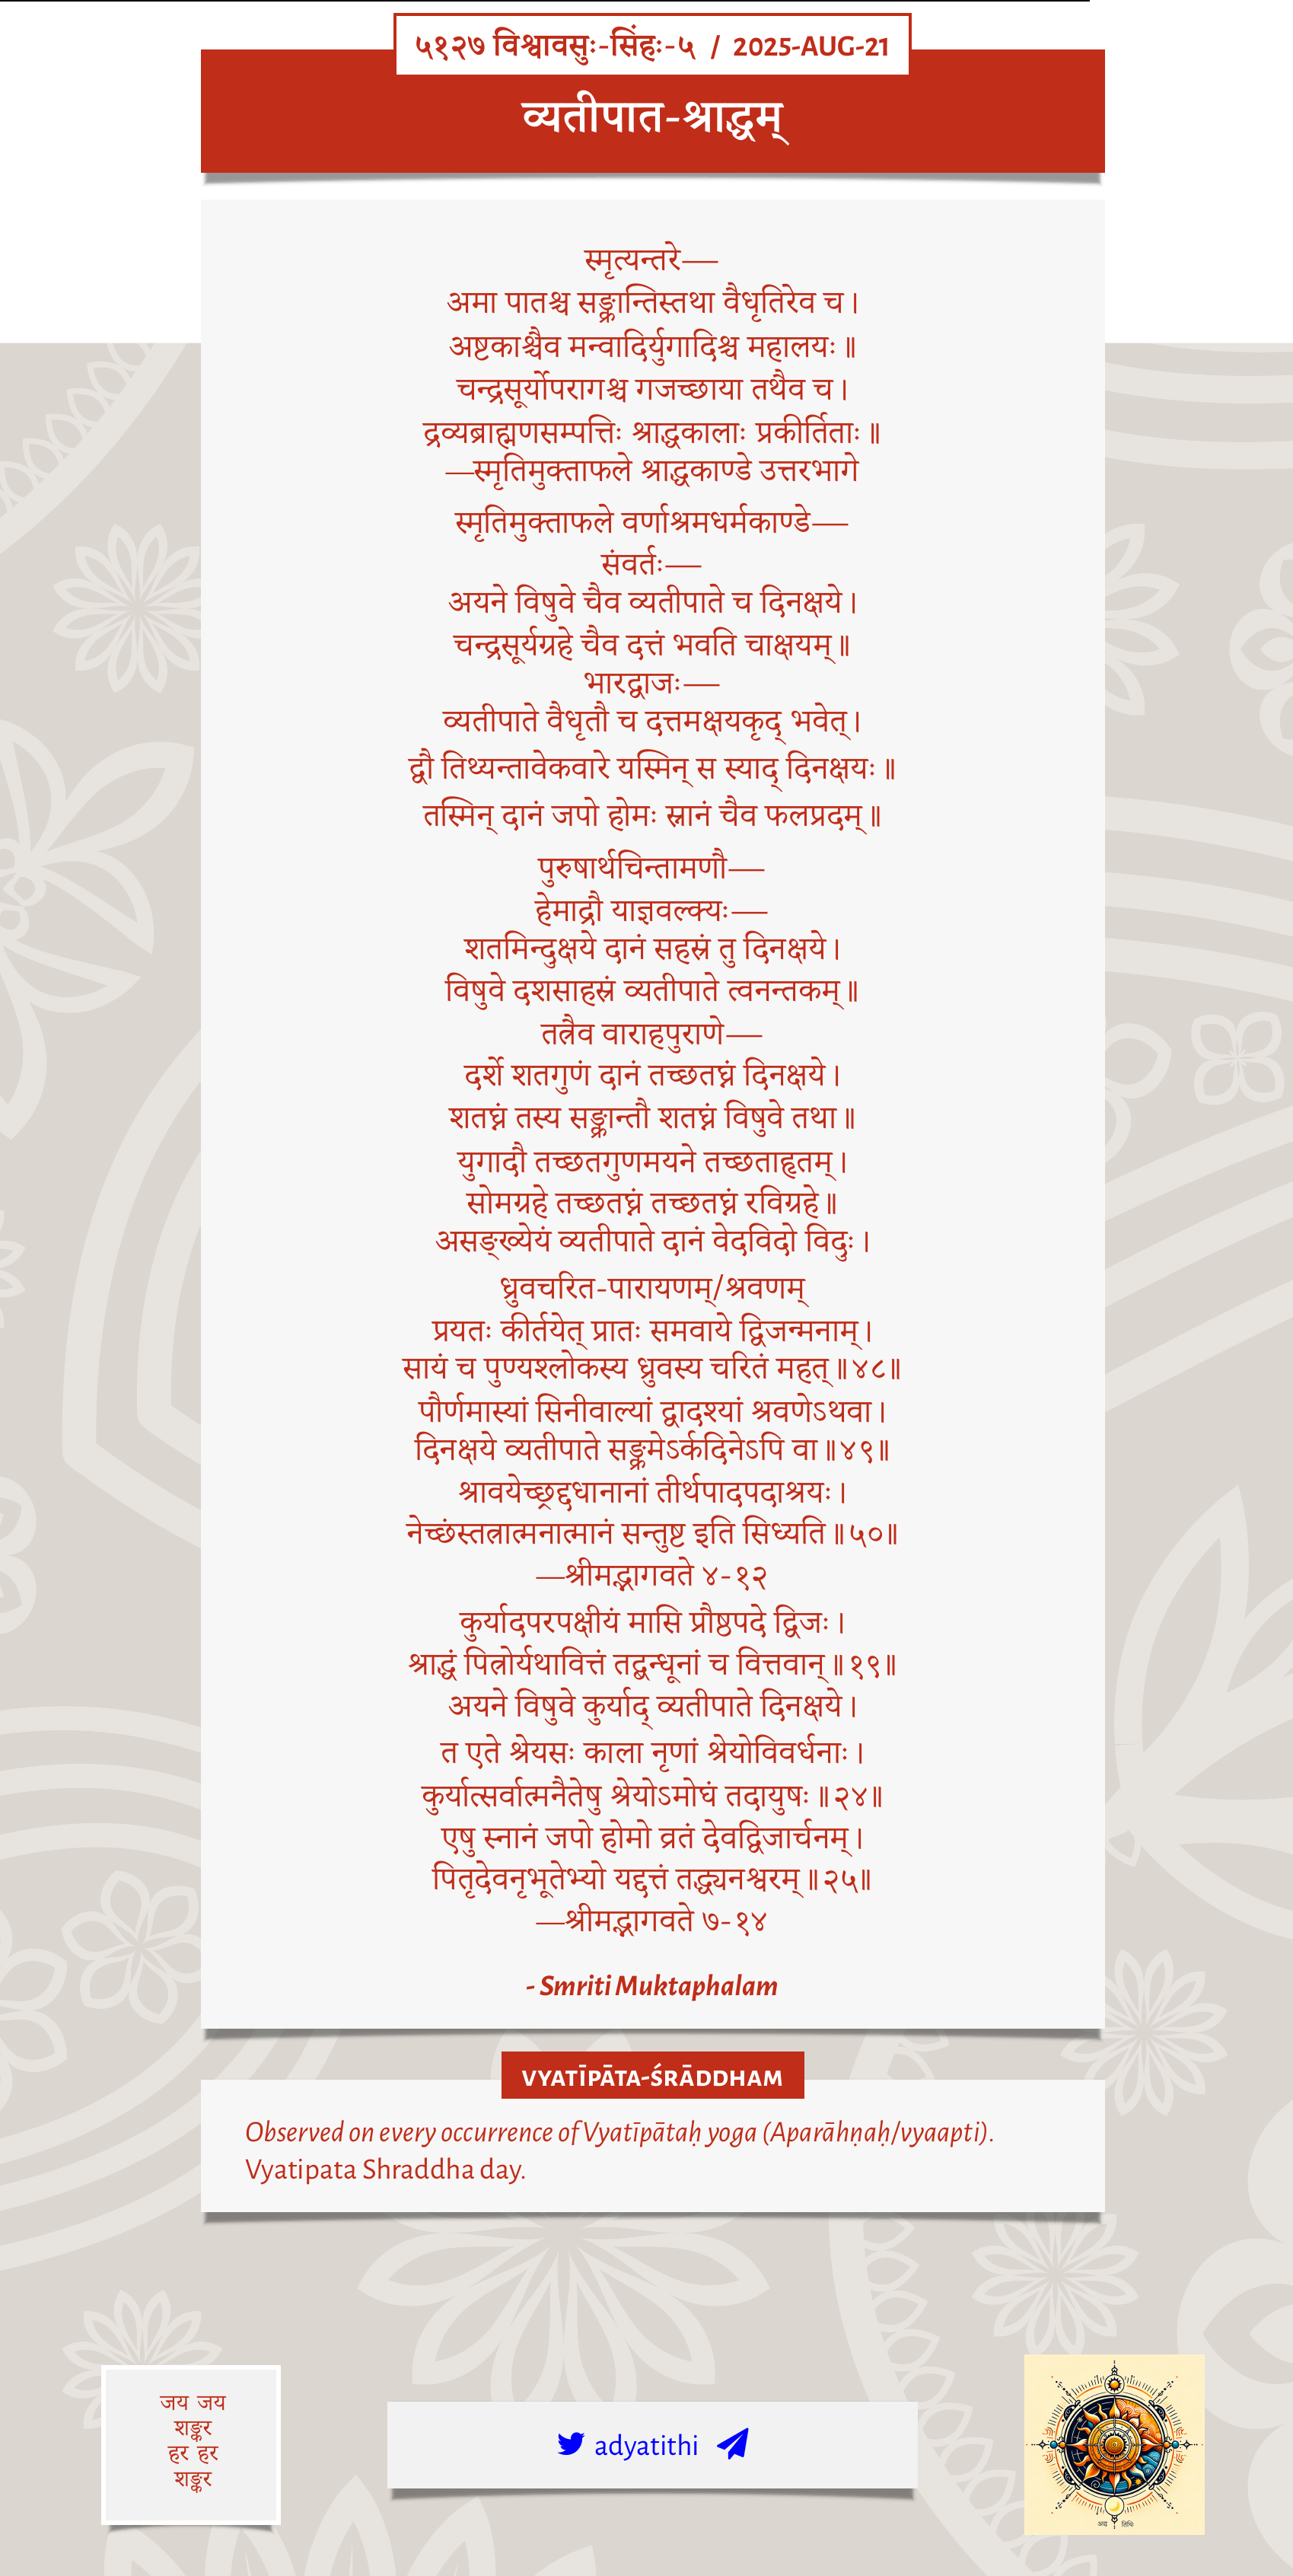 ५१२७ विश्वावसुः-सिंहः-५ / 2025-AUG-21
व्यतीपात-श्राद्धम्
स्मृत्यन्तरे—
अमा पातश्च सङ्क्रान्तिस्तथा वैधृतिरेव च।
अष्टकाश्चैव मन्वादिर्युगादिश्च महालयः॥
चन्द्रसूर्योपरागश्च गजच्छाया तथैव च।
द्रव्यब्राह्मणसम्पत्तिः श्राद्धकालाः प्रकीर्तिताः॥
—स्मृतिमुक्ताफले श्राद्धकाण्डे उत्तरभागे
स्मृतिमुक्ताफले वर्णाश्रमधर्मकाण्डे—
संवर्तः—
अयने विषुवे चैव व्यतीपाते च दिनक्षये।
चन्द्रसूर्यग्रहे चैव दत्तं भवति चाक्षयम्॥
भारद्वाजः—
व्यतीपाते वैधृतौ च दत्तमक्षयकृद् भवेत्।
द्वौ तिथ्यन्तावेकवारे यस्मिन् स स्याद् दिनक्षयः॥
तस्मिन् दानं जपो होमः स्नानं चैव फलप्रदम्॥
पुरुषार्थचिन्तामणौ—
हेमाद्रौ याज्ञवल्क्यः—
शतमिन्दुक्षये दानं सहस्रं तु दिनक्षये।
विषुवे दशसाहस्रं व्यतीपाते त्वनन्तकम्॥
तत्रैव वाराहपुराणे—
दर्शे शतगुणं दानं तच्छतघ्नं दिनक्षये।
शतघ्नं तस्य सङ्क्रान्तौ शतघ्नं विषुवे तथा॥
युगादौ तच्छतगुणमयने तच्छताहृतम्।
सोमग्रहे तच्छतघ्नं तच्छतघ्नं रविग्रहे॥
असङ्ख्येयं व्यतीपाते दानं वेदविदो विदुः।
ध्रुवचरित-पारायणम्/श्रवणम्
प्रयतः कीर्तयेत् प्रातः समवाये द्विजन्मनाम्।
सायं च पुण्यश्लोकस्य ध्रुवस्य चरितं महत्॥४८॥
पौर्णमास्यां सिनीवाल्यां द्वादश्यां श्रवणेऽथवा।
दिनक्षये व्यतीपाते सङ्क्रमेऽर्कदिनेऽपि वा॥४९॥
श्रावयेच्छ्रद्दधानानां तीर्थपादपदाश्रयः।
नेच्छंस्तत्रात्मनात्मानं सन्तुष्ट इति सिध्यति॥५०॥
—श्रीमद्भागवते ४-१२
कुर्यादपरपक्षीयं मासि प्रौष्ठपदे द्विजः।
श्राद्धं पित्रोर्यथावित्तं तद्बन्धूनां च वित्तवान्॥१९॥
अयने विषुवे कुर्याद् व्यतीपाते दिनक्षये।
त एते श्रेयसः काला नृणां श्रेयोविवर्धनाः।
कुर्यात्सर्वात्मनैतेषु श्रेयोऽमोघं तदायुषः॥२४॥
एषु स्नानं जपो होमो व्रतं देवद्विजार्चनम्।
पितृदेवनृभूतेभ्यो यद्दत्तं तद्ध्यनश्वरम्॥२५॥
—श्रीमद्भागवते ७-१४
- Smriti Muktaphalam
VYATĪPĀTA-ŚRĀDDHAM
Observed on every occurrence of Vyatīpātaḥ yoga (Aparāhṇaḥ/vyaapti).
Vyatipata Shraddha day.
जय जय
शङ्कर
हर हर
शङ्कर
adyatithi
अद्य तिथिः